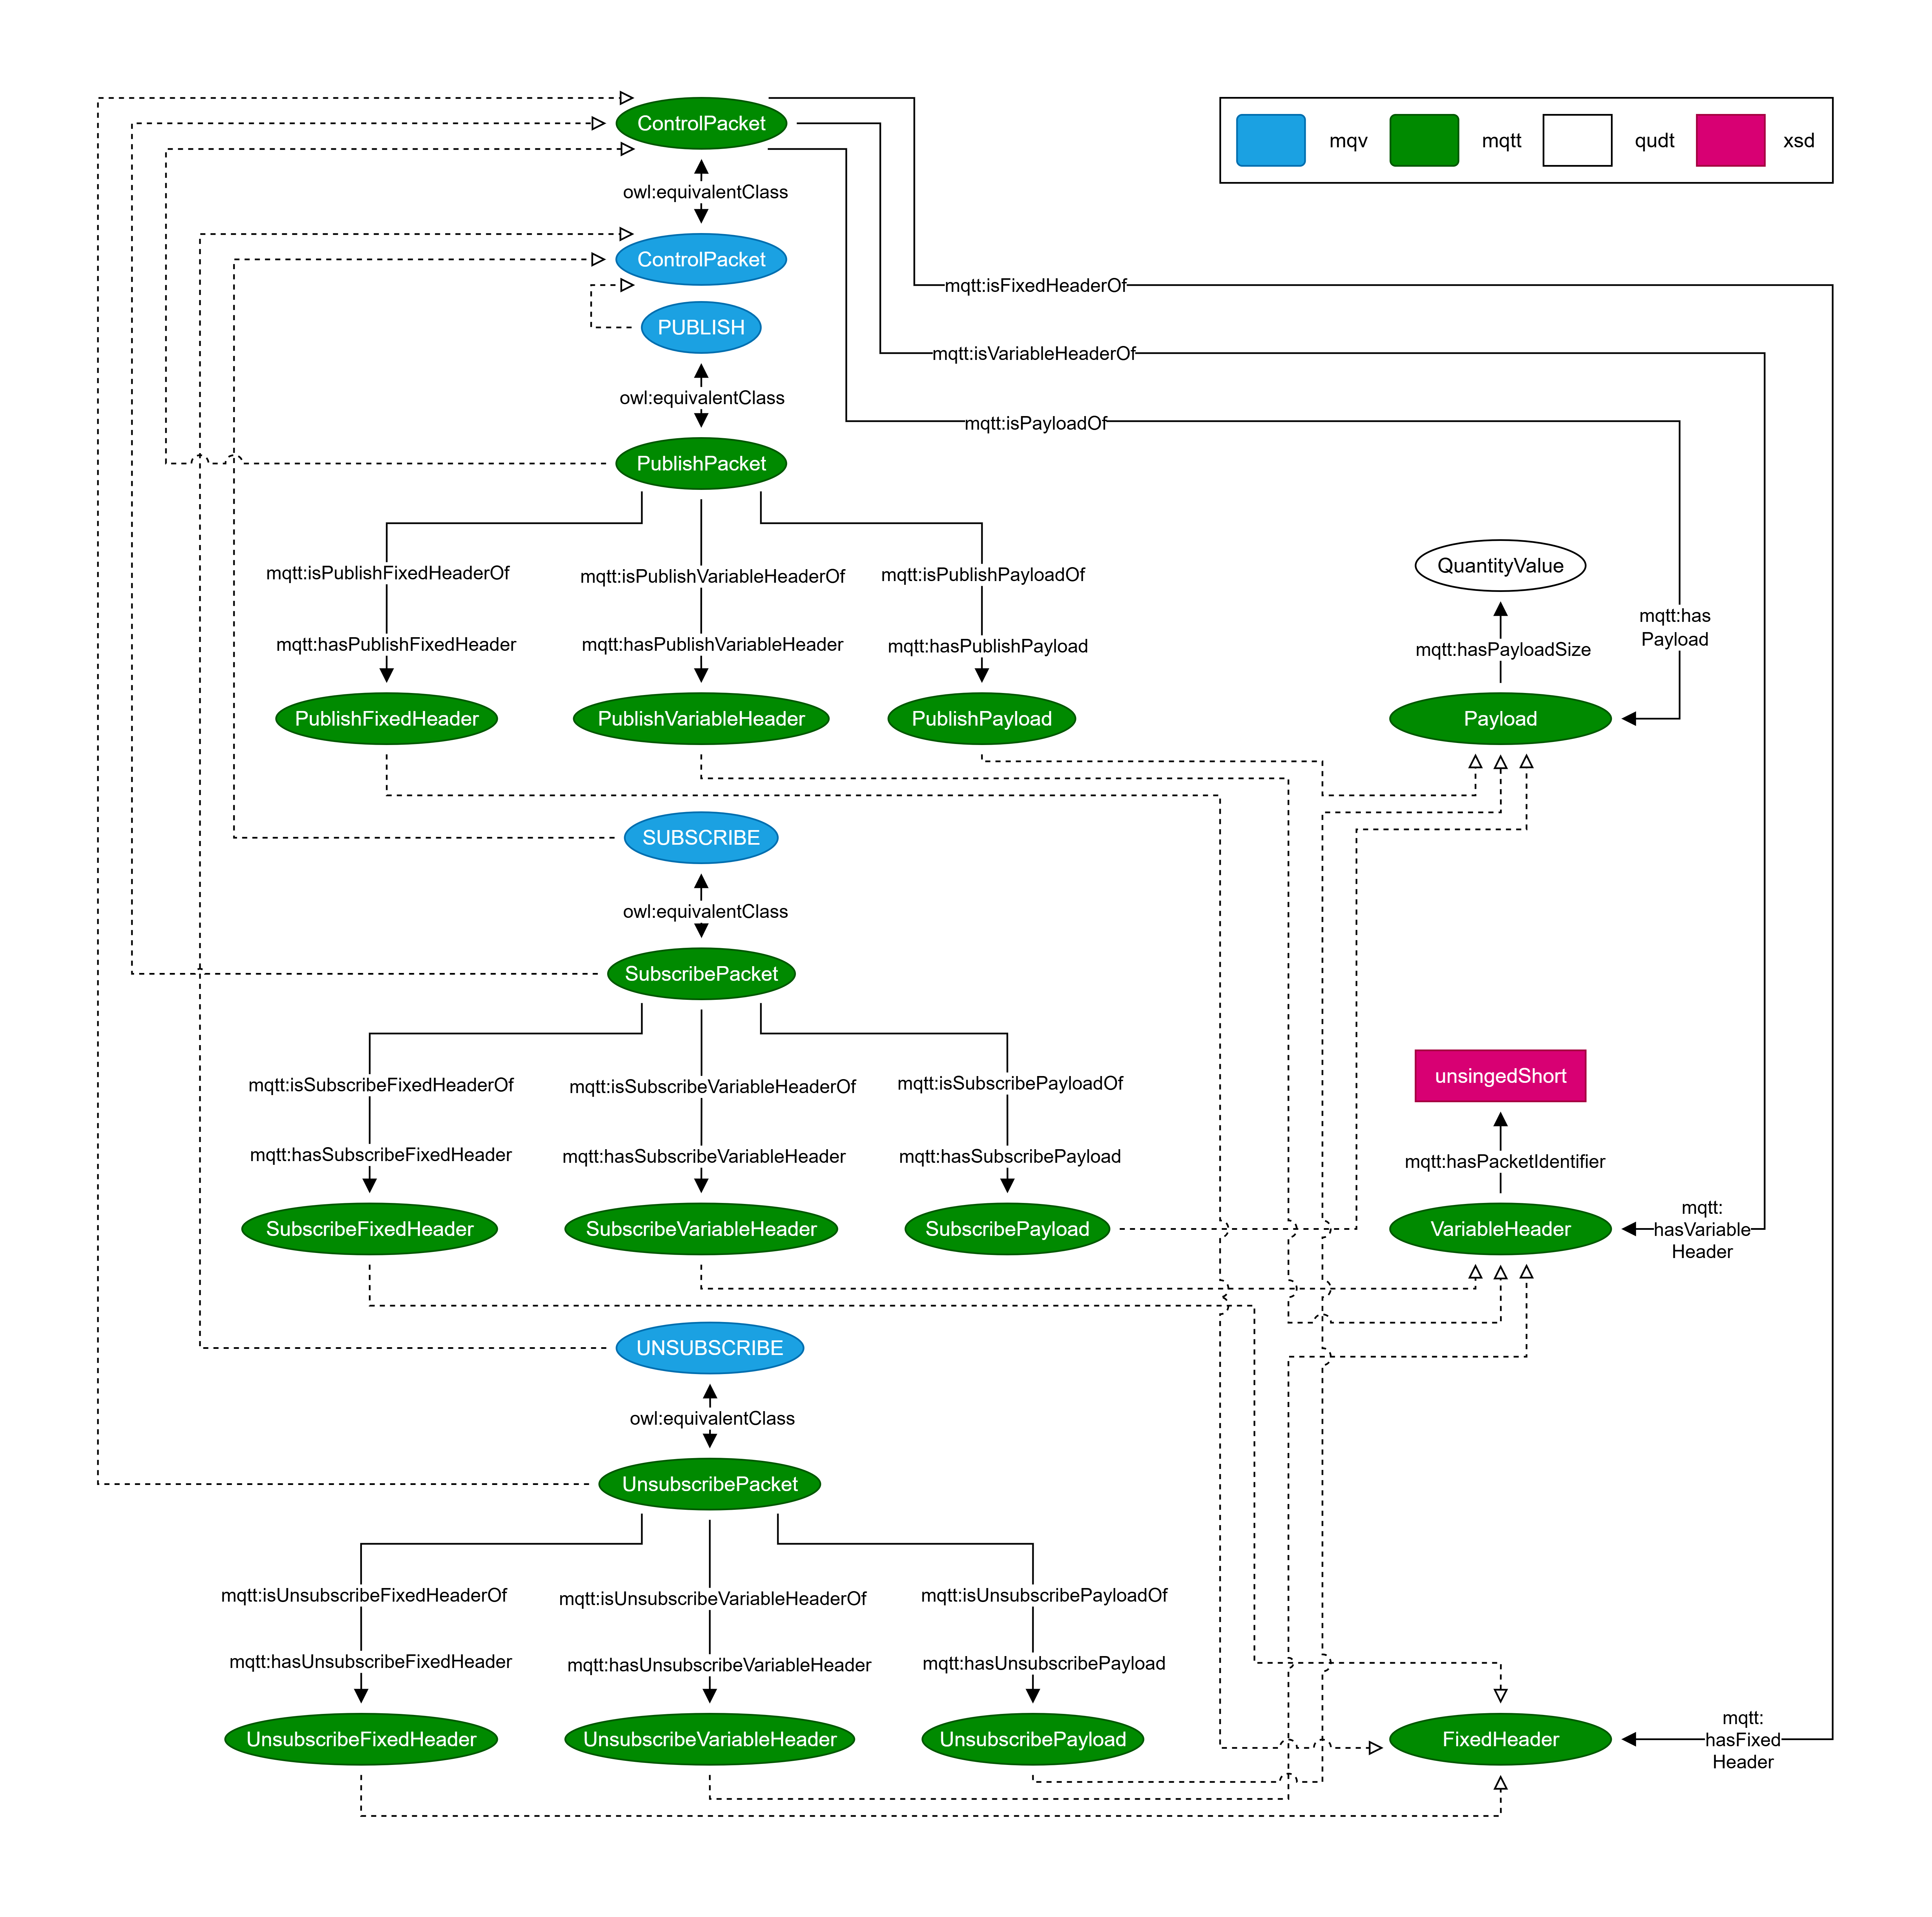 ControlPacket
mqv
mqtt
qudt
xsd
owl:equivalentClass
ControlPacket
mqtt:isFixedHeaderOf
PUBLISH
mqtt:isVariableHeaderOf
owl:equivalentClass
mqtt:isPayloadOf
PublishPacket
QuantityValue
mqtt:isPublishFixedHeaderOf
mqtt:isPublishVariableHeaderOf
mqtt:isPublishPayloadOf
mqtt:has
Payload
mqtt:hasPublishFixedHeader
mqtt:hasPublishVariableHeader
mqtt:hasPublishPayload
mqtt:hasPayloadSize
PublishFixedHeader
PublishVariableHeader
PublishPayload
Payload
SUBSCRIBE
owl:equivalentClass
SubscribePacket
unsingedShort
mqtt:isSubscribeFixedHeaderOf
mqtt:isSubscribeVariableHeaderOf
mqtt:isSubscribePayloadOf
mqtt:hasSubscribeFixedHeader
mqtt:hasSubscribeVariableHeader
mqtt:hasSubscribePayload
mqtt:hasPacketIdentifier
SubscribeFixedHeader
SubscribeVariableHeader
SubscribePayload
VariableHeader
mqtt:
hasVariable
Header
UNSUBSCRIBE
owl:equivalentClass
UnsubscribePacket
mqtt:isUnsubscribeFixedHeaderOf
mqtt:isUnsubscribeVariableHeaderOf
mqtt:isUnsubscribePayloadOf
mqtt:hasUnsubscribeFixedHeader
mqtt:hasUnsubscribeVariableHeader
mqtt:hasUnsubscribePayload
UnsubscribeFixedHeader
UnsubscribeVariableHeader
UnsubscribePayload
FixedHeader
mqtt:
hasFixed
Header